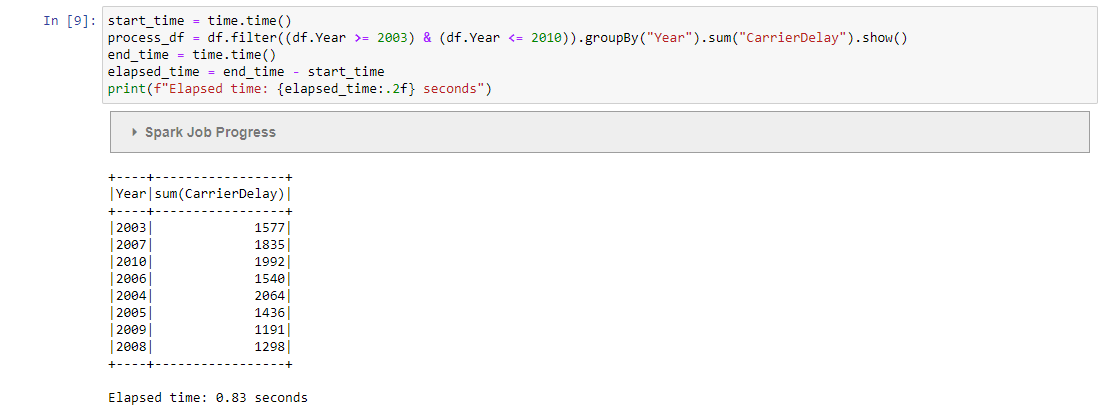 In [9]: start_time = time.time()
process_df = df.filter((df.Year >= 2003) & (df.Year <= 2010)).groupBy("Year").sum("CarrierDelay").show()
end_time = time.time()
elapsed_time = end_time - start_time
print(f"Elapsed time: {elapsed_time:.2f} seconds")
Spark Job Progress
+----+-----------------+
|Year|sum(CarrierDelay)|
+----+-----------------+
|2003|             1577|
|2007|             1835|
|2010|             1992|
|2006|             1540|
|2004|             2064|
|2005|             1436|
|2009|             1191|
|2008|             1298|
+----+-----------------+
Elapsed time: 0.83 seconds